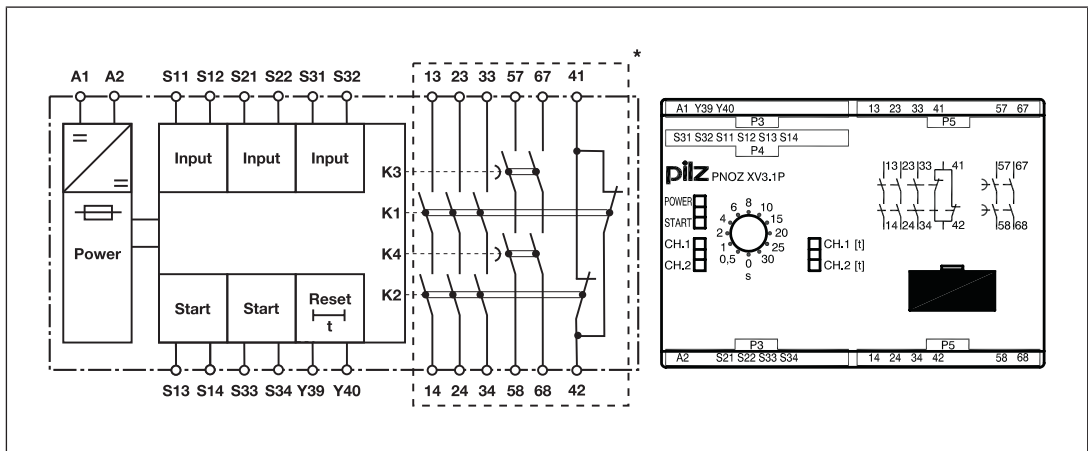 *
A1 A2 S11 S12 S21 S22 S31 S32 13 23 33 57 67 41
Input Input Input
K3
K1
Power
K4
K2
Start Start Reset
t
S13 S14 S33 S34 Y39 Y40 14 24 34 58 68 42
A1 Y39 Y40 13 23 33 41 57 67
P3 P5
S31 S32 S11 S12 S13 S14
P4
pilz PNOZ XV3.1P
13 23 33 41 57 67
POWER
START
CH.1
CH.2
0 0,5 1 2 4 6 8 10 15 20 25 30
s
CH.1 [t]
CH.2 [t]
14 24 34 42 58 68
P3 P5
A2 S21 S22 S33 S34 14 24 34 42 58 68